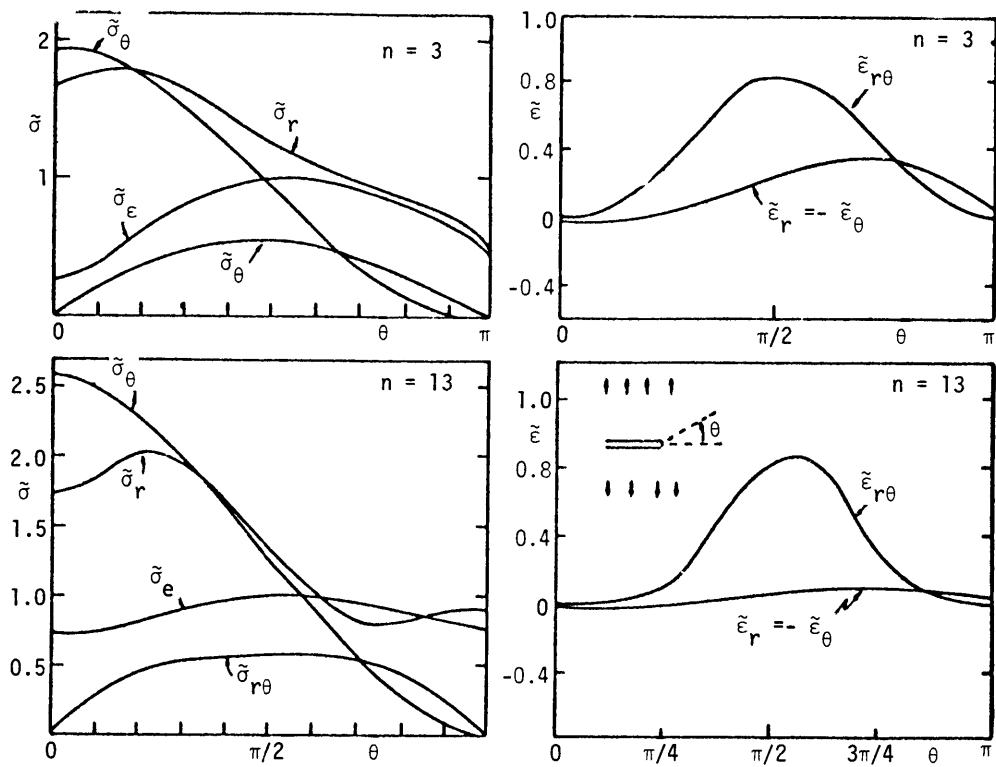 2
σ̃θ
n = 3
σ̃
σ̃r
1
σ̃ε
σ̃θ
0
θ
π
1.0
n = 3
0.8
ε̃
ε̃rθ
0.4
ε̃r =- ε̃θ
0
-0.4
0
π/2
θ
π
2.5
σ̃θ
n = 13
2.0
σ̃
σ̃r
1.5
1.0
σ̃e
0.5
σ̃rθ
0
π/2
θ
π
n = 13
1.0
ε̃
θ
0.8
ε̃rθ
0.4
0
ε̃r =- ε̃θ
-0.4
0
π/4
π/2
3π/4
θ
π